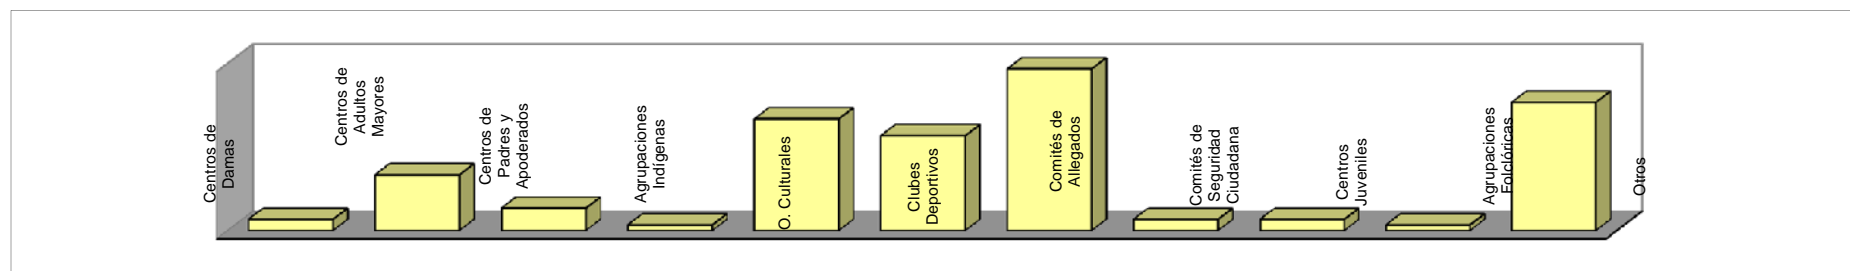 Centros de
Damas
Centros de
Adultos
Mayores
Centros de
Padres y
Apoderados
Agrupaciones
Indígenas
O. Culturales
Clubes
Deportivos
Comités de
Allegados
Comités de
Seguridad
Ciudadana
Centros
Juveniles
Agrupaciones
Folclóricas
Otros